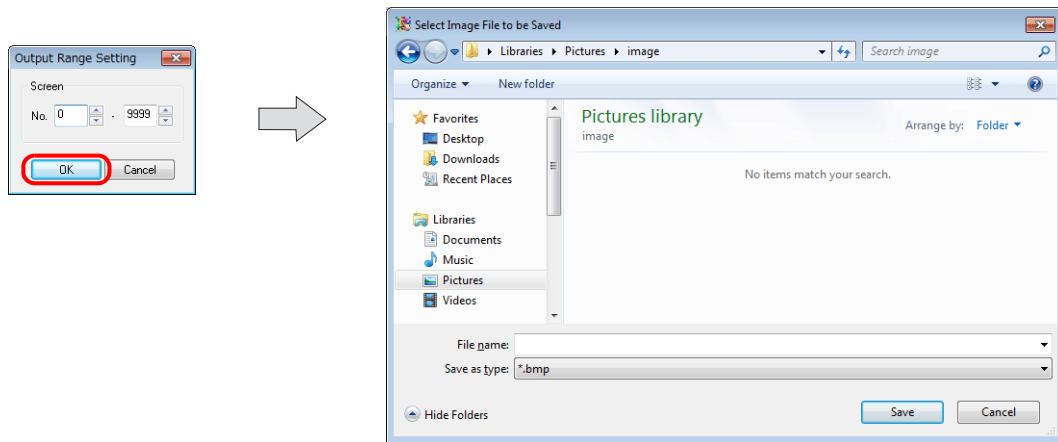 Output Range Setting
Screen
No. 0 - 9999
OK Cancel
Select Image File to be Saved
Libraries Pictures image
Search image
Organize New folder
Favorites
Desktop
Downloads
Recent Places
Libraries
Documents
Music
Pictures
Videos
Pictures library
image
Arrange by: Folder
No items match your search.
File name:
Save as type: *.bmp
Hide Folders
Save Cancel